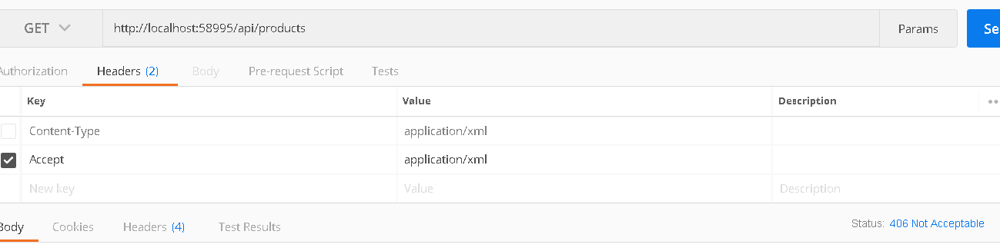 GET http://localhost:58995/api/products Params Se
Authorization Headers (2) Body Pre-request Script Tests
Key Value Description
Content-Type application/xml
Accept application/xml
New key Value Description
Body Cookies Headers (4) Test Results Status: 406 Not Acceptable